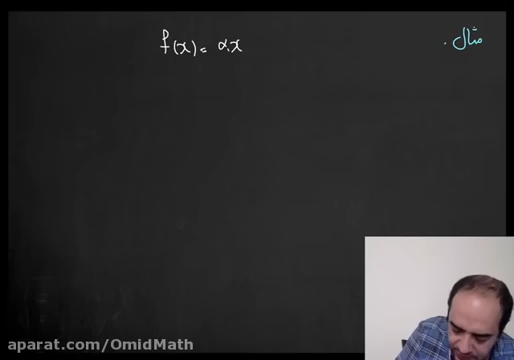 مثال.
f(x) = αx
aparat.com/OmidMath